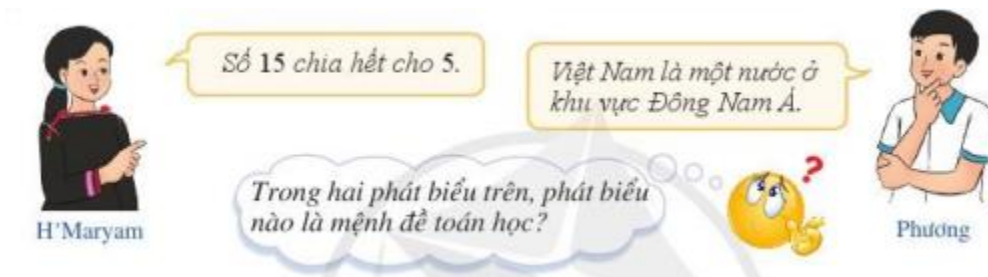 Số 15 chia hết cho 5.
Việt Nam là một nước ở
khu vực Đông Nam Á.
Trong hai phát biểu trên, phát biểu
nào là mệnh đề toán học?
?
H'Maryam
Phương